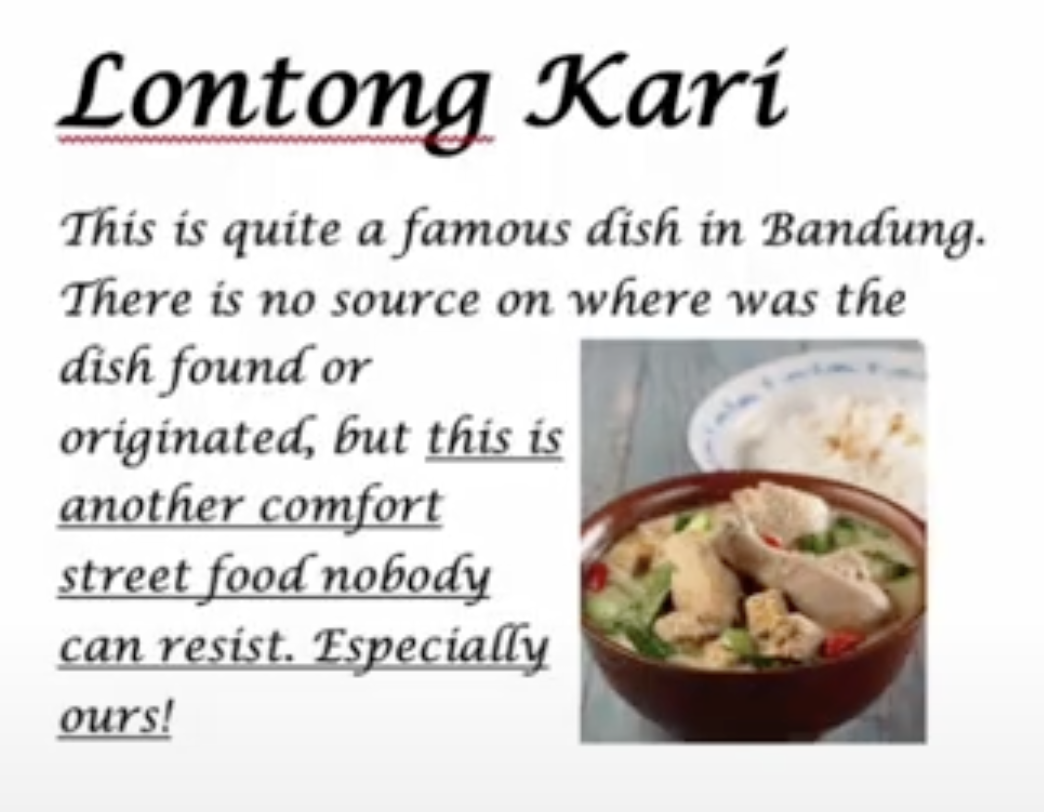 Lontong Kari
This is quite a famous dish in Bandung.
There is no source on where was the
dish found or
originated, but this is
another comfort
street food nobody
can resist. Especially
ours!